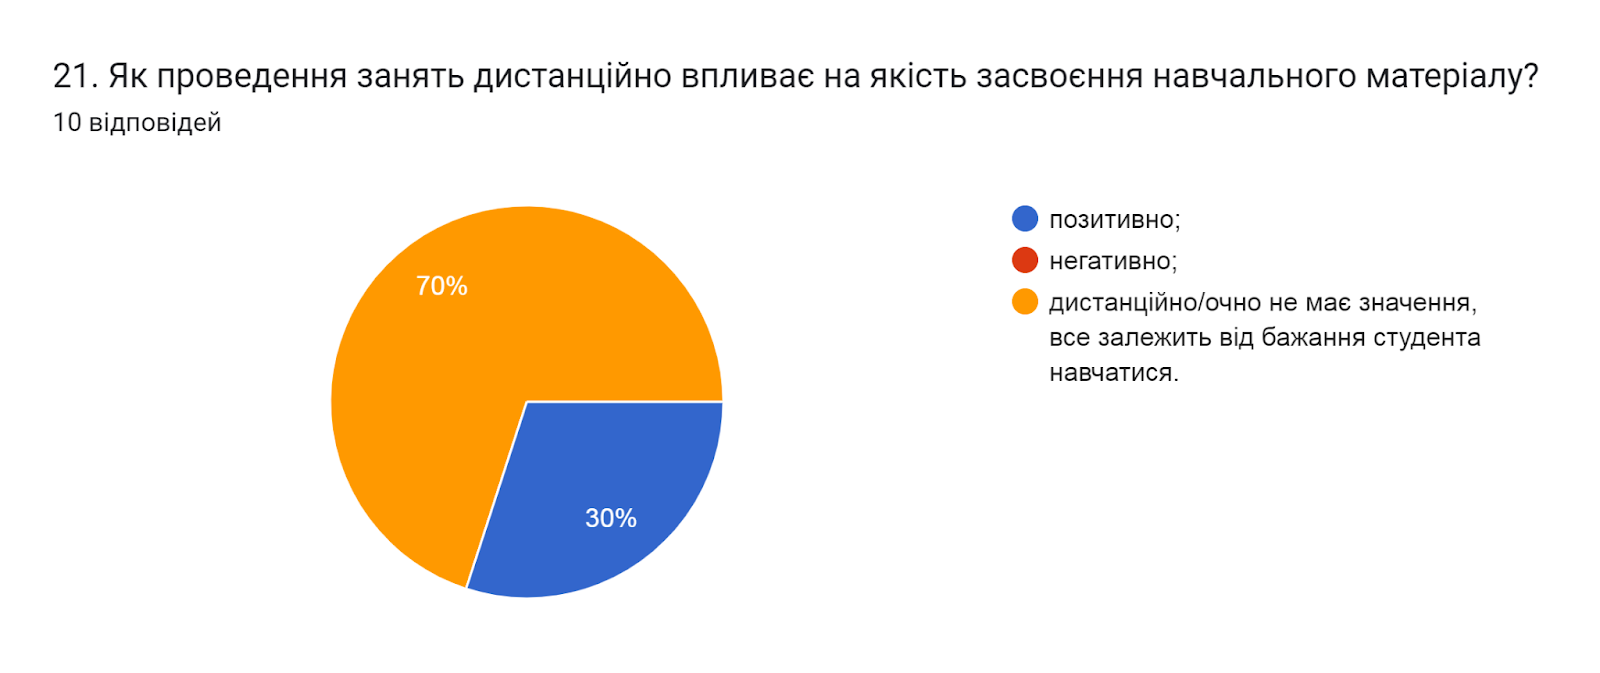 21. Як проведення занять дистанційно впливає на якість засвоєння навчального матеріалу?
10 відповідей
позитивно;
негативно;
дистанційно/очно не має значення,
все залежить від бажання студента
навчатися.
70%
30%